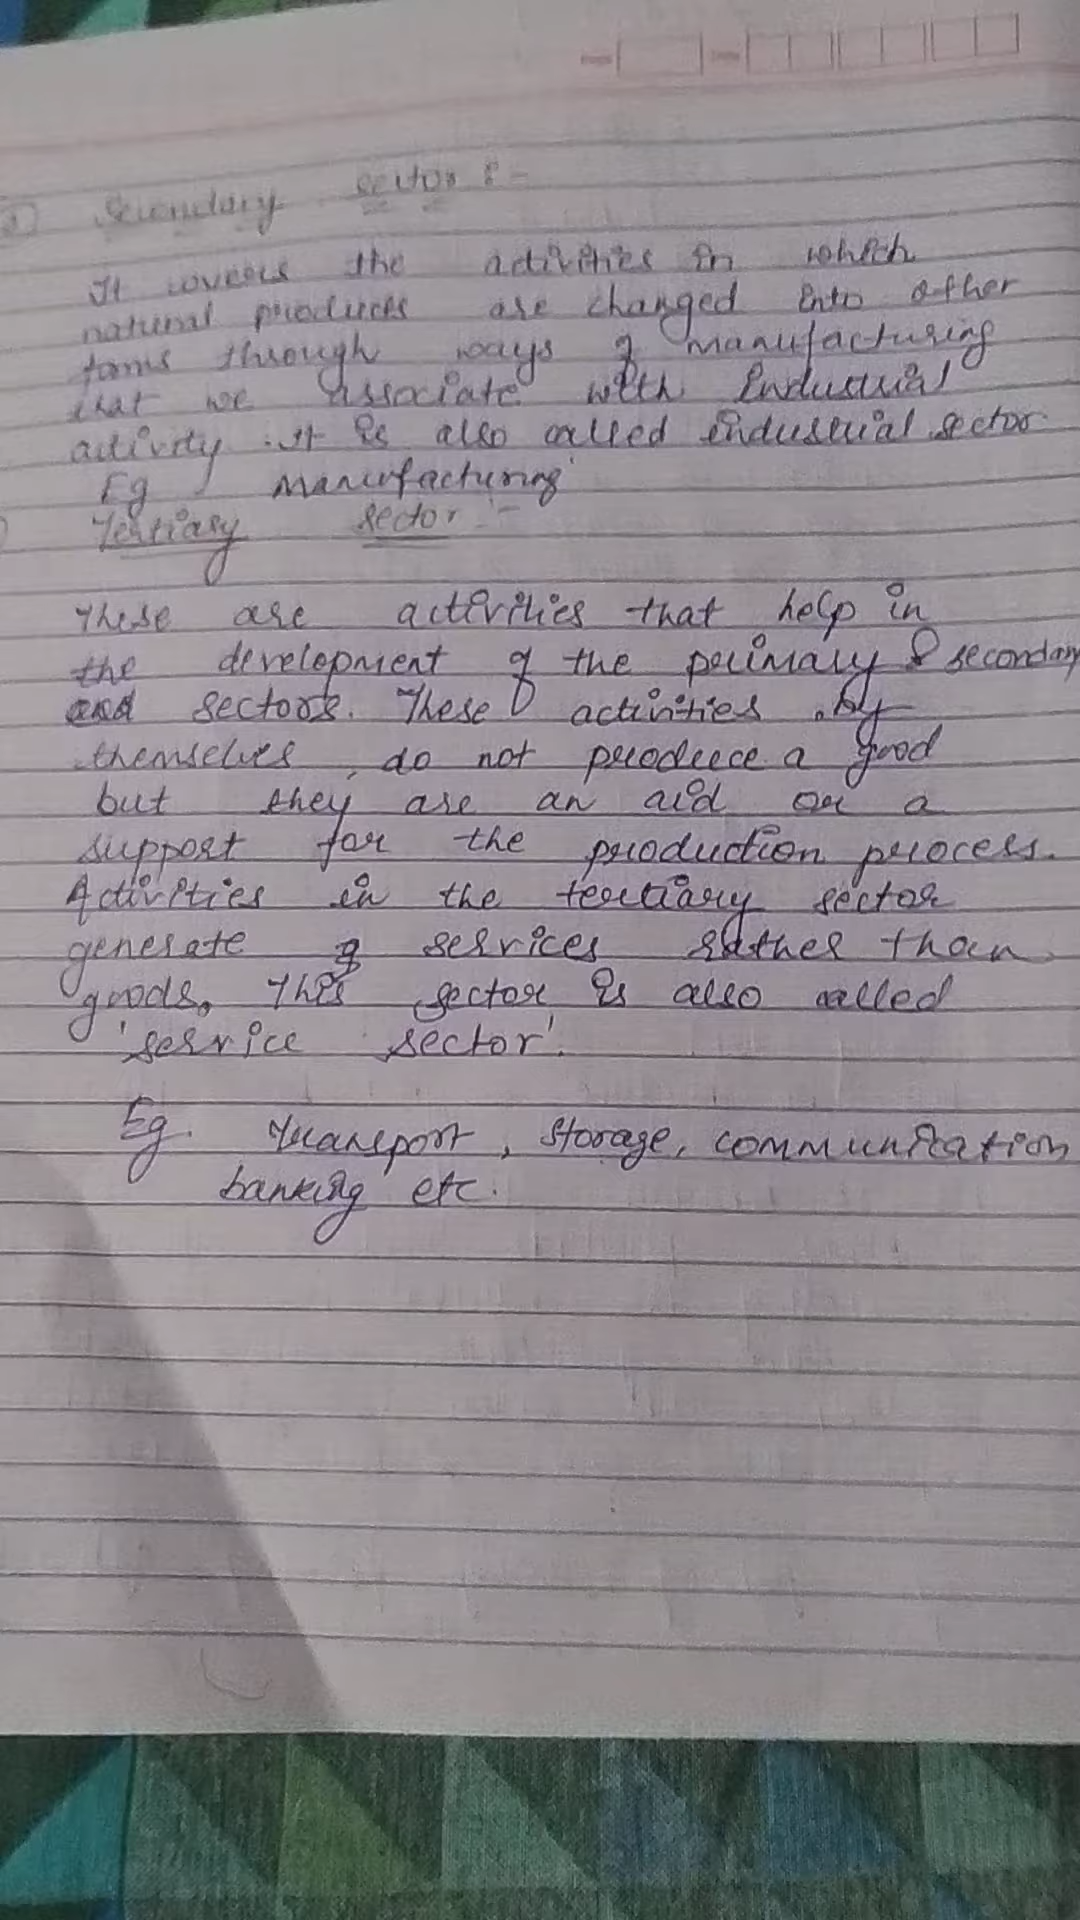 Secondary sector :-
It covers the activities in which
natural products are changed into other
forms through ways of manufacturing
that we associate with industrial
activity. It is also called industrial sector
Eg Manufacturing
Tertiary sector :-
These are activities that help in
the development of the primary & secondary
sectors. These activities by
themselves, do not produce a good
but they are an aid or a
support for the production process.
Activities in the tertiary sector
generate services rather than
goods. This sector is also called
'service sector'.
Eg. Transport, storage, communication
banking etc.